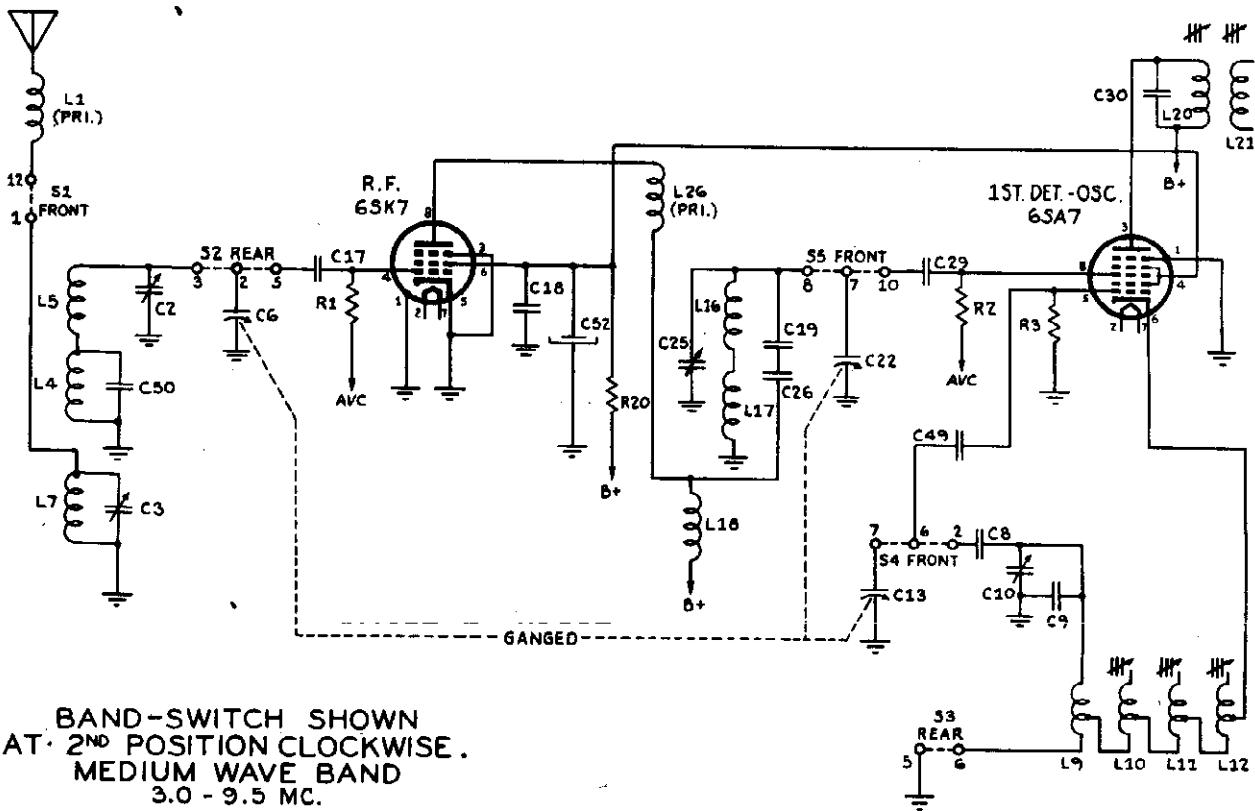 L1
(PRI.)
12
S1
FRONT
1
L5
C2
L4
C50
L7
C3
S2 REAR
3
2
5
C6
C17
R1
AVC
R.F.
6SK7
8
4
3
6
1
2
7
5
C18
C52
R20
B+
L26
(PRI.)
L16
C25
L17
C19
C26
L18
B+
S5 FRONT
8
7
10
C22
C29
R2
AVC
1ST. DET.-OSC.
6SA7
3
8
5
1
4
2
7
6
R3
C30
L20
L21
B+
C49
7
6
2
S4 FRONT
C8
C13
C10
C9
GANGED
S3
REAR
5
6
L9
L10
L11
L12
BAND-SWITCH SHOWN
AT 2ND POSITION CLOCKWISE.
MEDIUM WAVE BAND
3.0 - 9.5 MC.